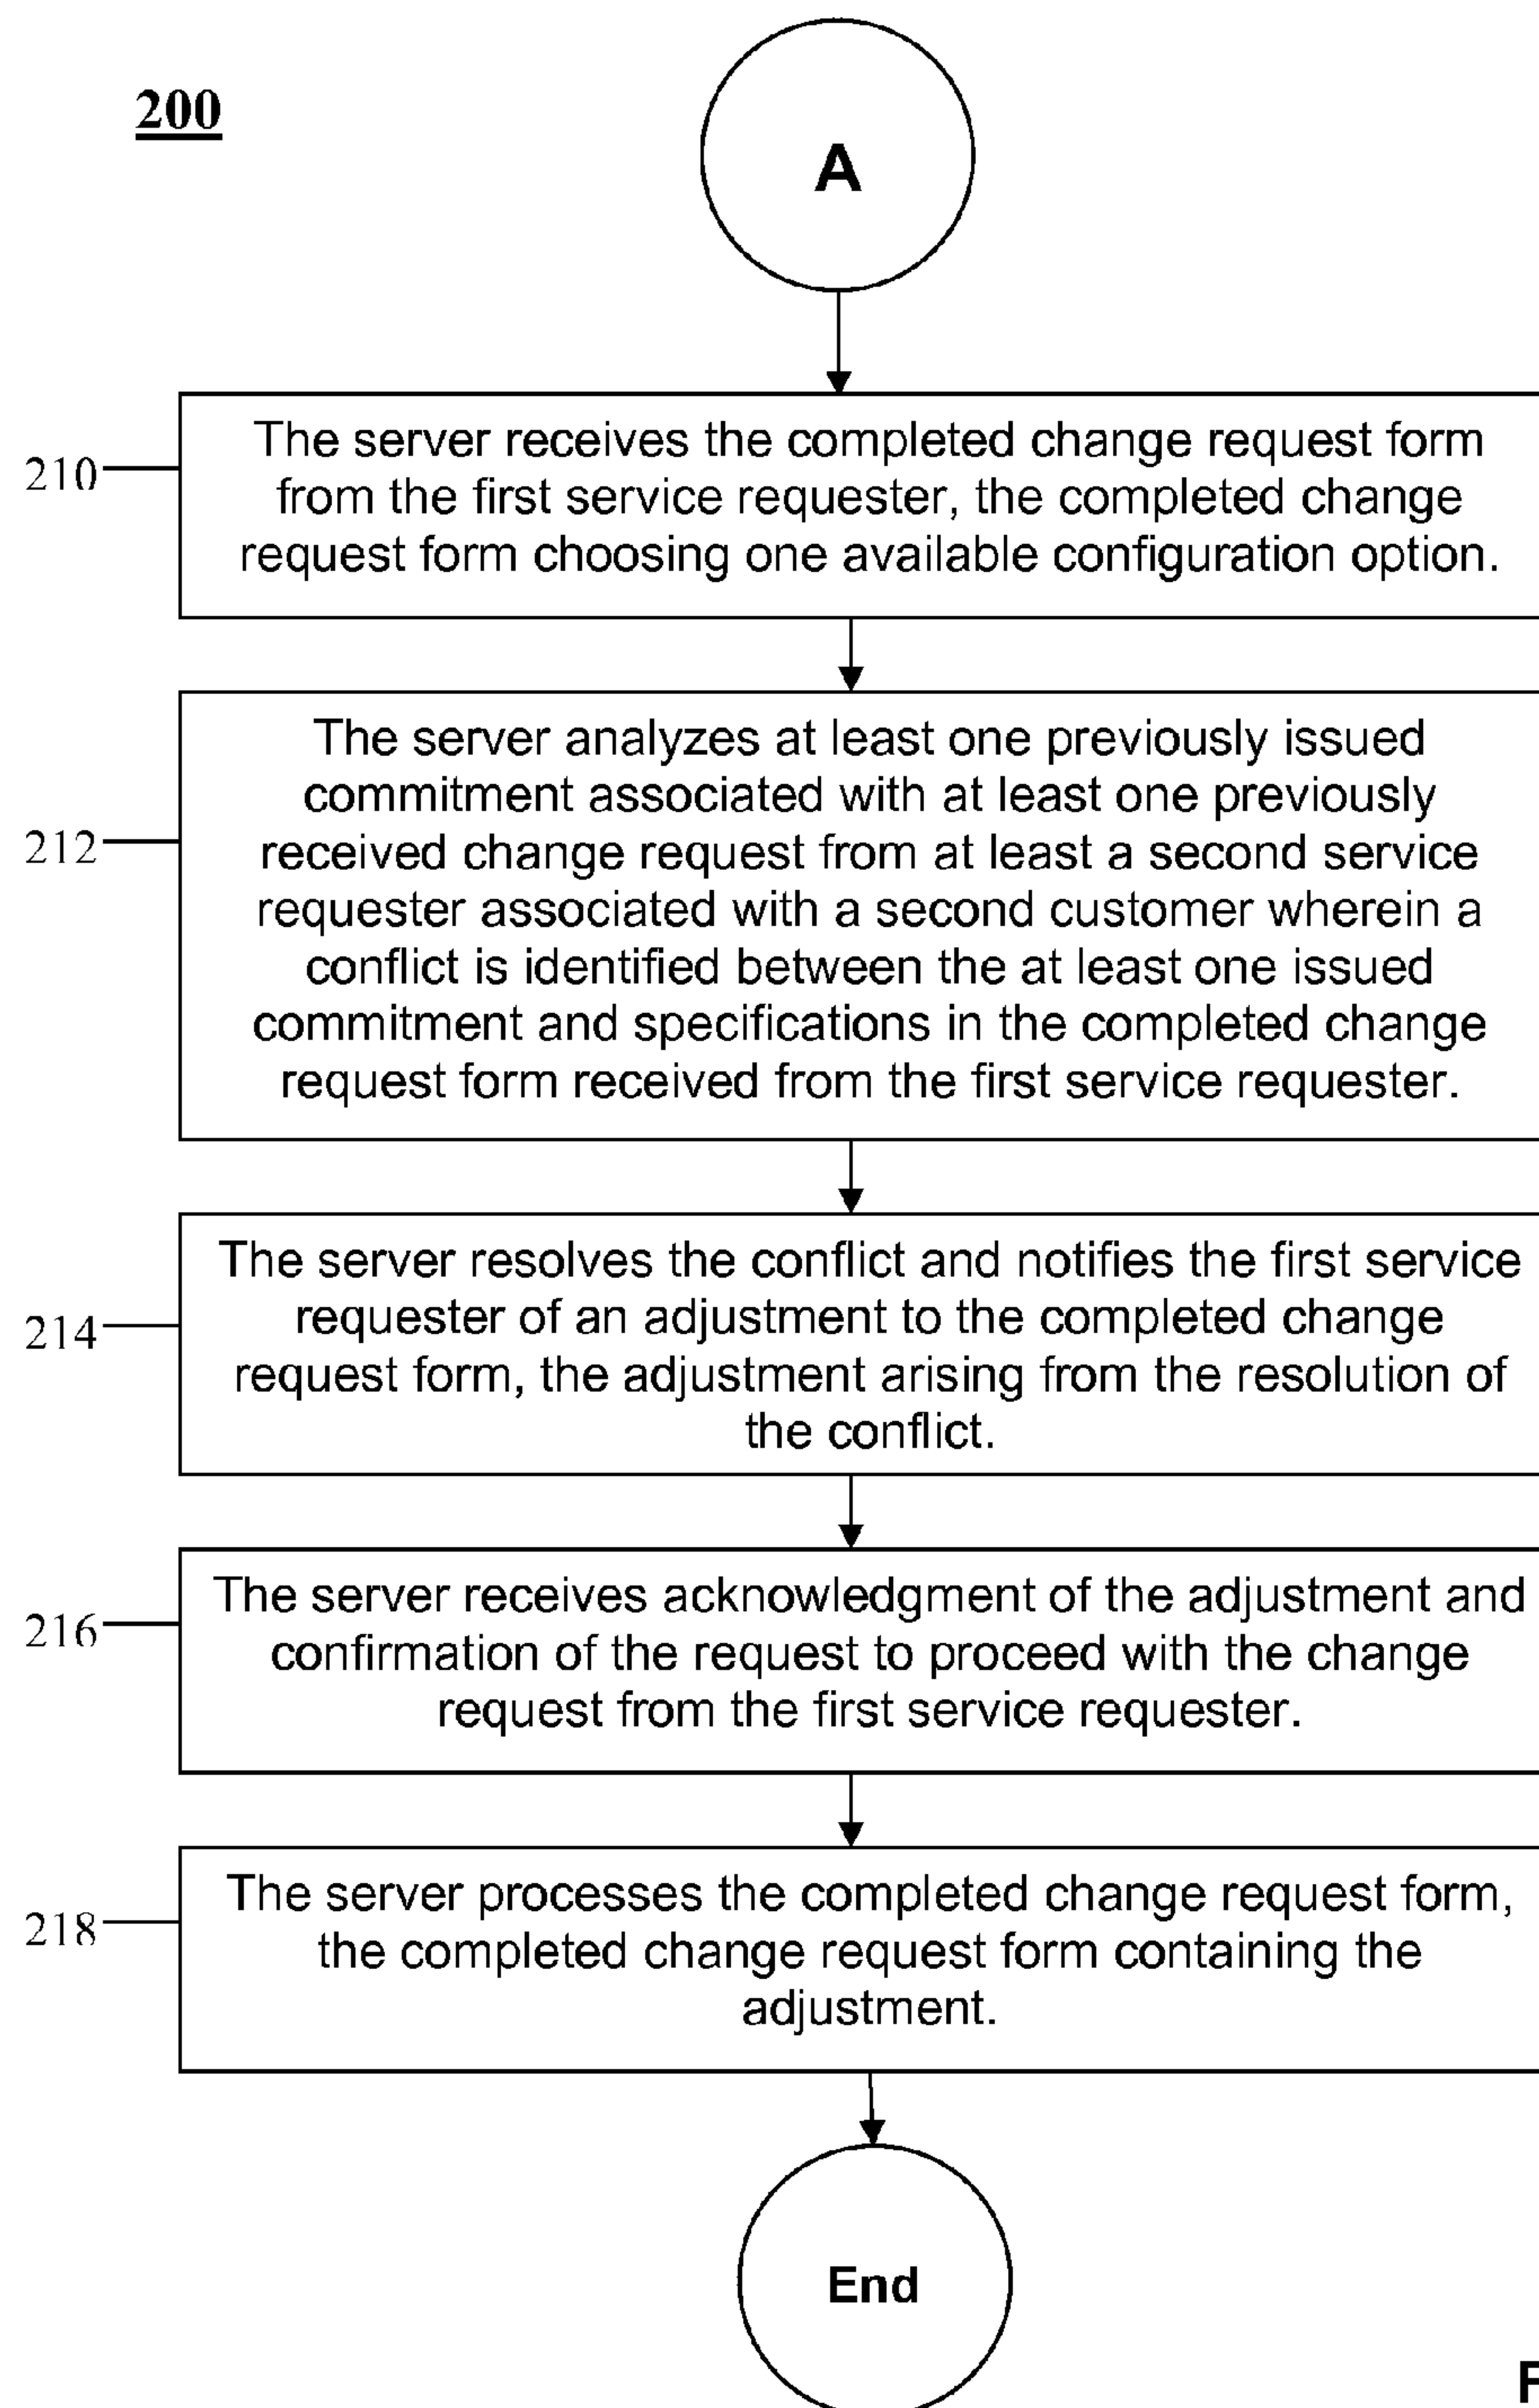 200
A
210
The server receives the completed change request form
from the first service requester, the completed change
request form choosing one available configuration option.
212
The server analyzes at least one previously issued
commitment associated with at least one previously
received change request from at least a second service
requester associated with a second customer wherein a
conflict is identified between the at least one issued
commitment and specifications in the completed change
request form received from the first service requester.
214
The server resolves the conflict and notifies the first service
requester of an adjustment to the completed change
request form, the adjustment arising from the resolution of
the conflict.
216
The server receives acknowledgment of the adjustment and
confirmation of the request to proceed with the change
request from the first service requester.
218
The server processes the completed change request form,
the completed change request form containing the
adjustment.
End